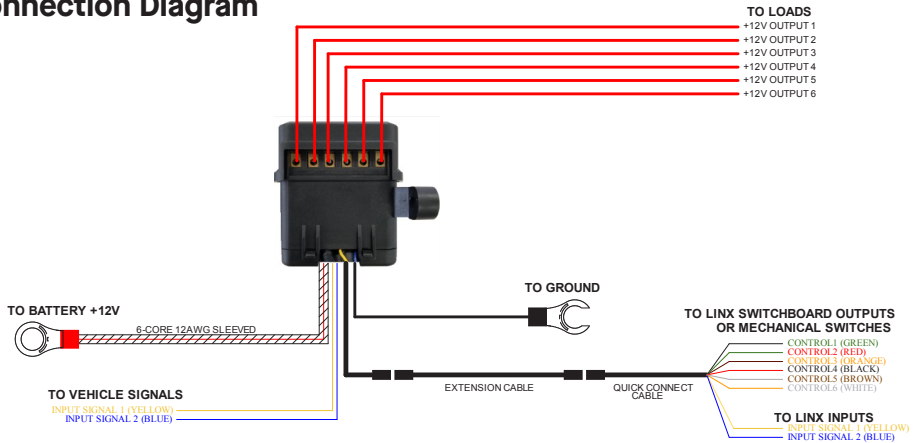 onnection Diagram
TO LOADS
+12V OUTPUT 1
+12V OUTPUT 2
+12V OUTPUT 3
+12V OUTPUT 4
+12V OUTPUT 5
+12V OUTPUT 6
TO BATTERY +12V
6-CORE 12AWG SLEEVED
TO GROUND
TO LINX SWITCHBOARD OUTPUTS
OR MECHANICAL SWITCHES
CONTROL1 (GREEN)
CONTROL2 (RED)
CONTROL3 (ORANGE)
CONTROL4 (BLACK)
CONTROL5 (BROWN)
CONTROL6 (WHITE)
EXTENSION CABLE
QUICK CONNECT
CABLE
TO VEHICLE SIGNALS
INPUT SIGNAL 1 (YELLOW)
INPUT SIGNAL 2 (BLUE)
TO LINX INPUTS
INPUT SIGNAL 1 (YELLOW)
INPUT SIGNAL 2 (BLUE)